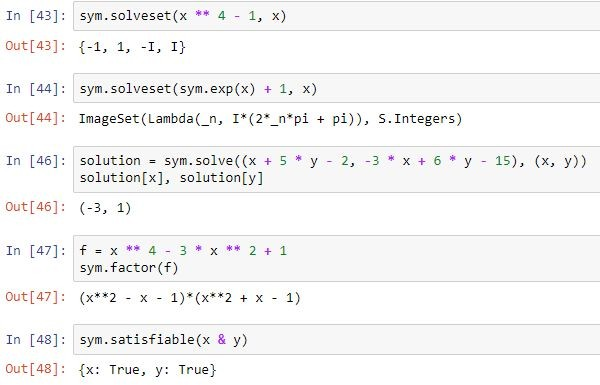 In [43]: sym.solveset(x ** 4 - 1, x)
Out[43]: {-1, 1, -I, I}
In [44]: sym.solveset(sym.exp(x) + 1, x)
Out[44]: ImageSet(Lambda(_n, I*(2*_n*pi + pi)), S.Integers)
In [46]: solution = sym.solve((x + 5 * y - 2, -3 * x + 6 * y - 15), (x, y))
solution[x], solution[y]
Out[46]: (-3, 1)
In [47]: f = x ** 4 - 3 * x ** 2 + 1
sym.factor(f)
Out[47]: (x**2 - x - 1)*(x**2 + x - 1)
In [48]: sym.satisfiable(x & y)
Out[48]: {x: True, y: True}